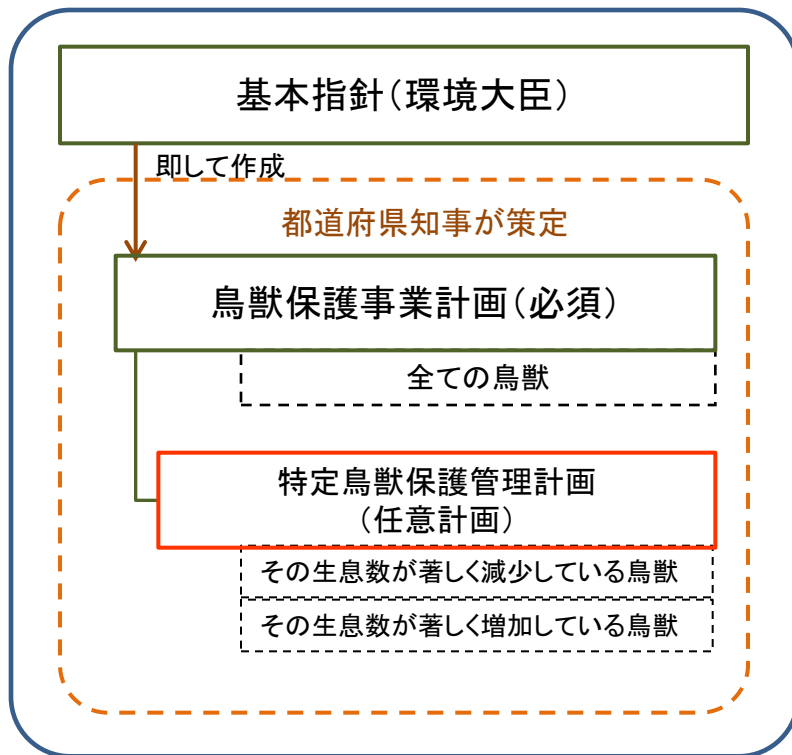 基本指針(環境大臣)
即して作成
都道府県知事が策定
鳥獣保護事業計画(必須)
全ての鳥獣
特定鳥獣保護管理計画
(任意計画)
その生息数が著しく減少している鳥獣
その生息数が著しく増加している鳥獣